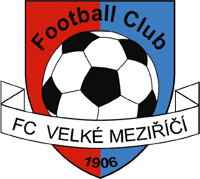 Football Club
FC VELKÉ MEZIŘÍČÍ
1906